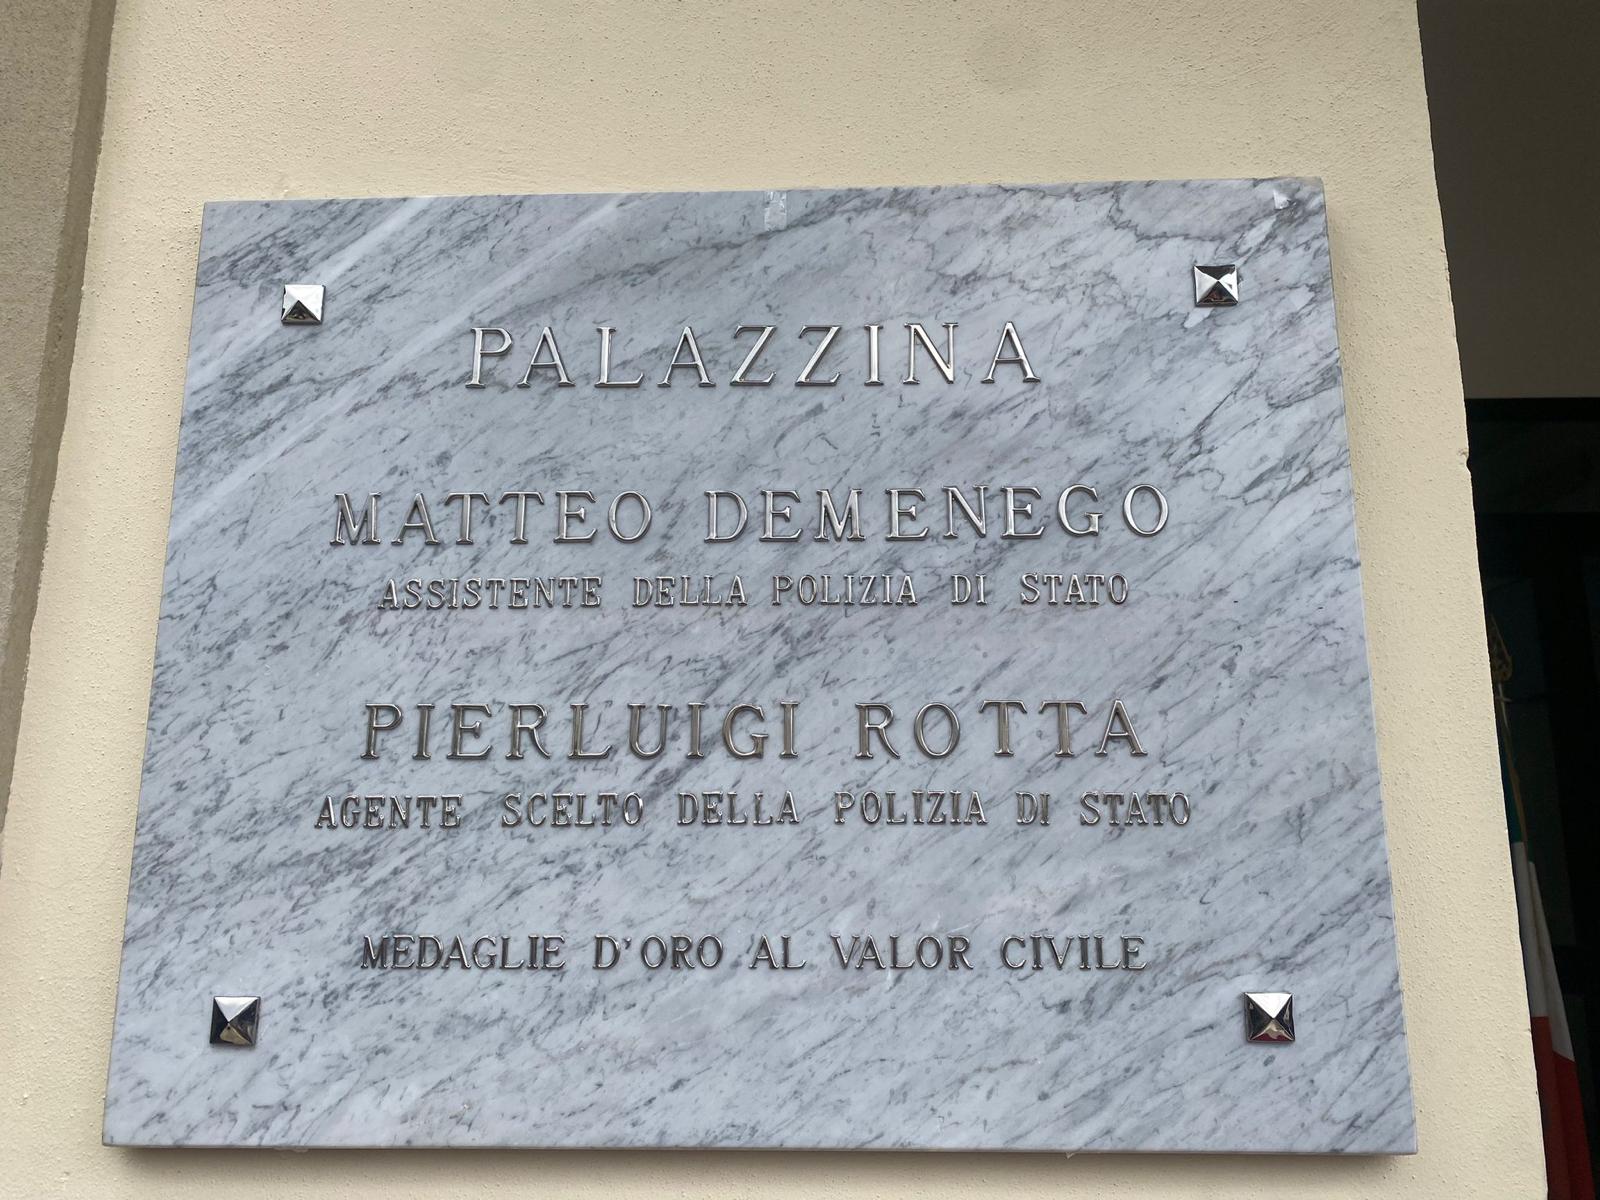 PALAZZINA
MATTEO DEMENEGO
ASSISTENTE DELLA POLIZIA DI STATO
PIERLUIGI ROTTA
AGENTE SCELTO DELLA POLIZIA DI STATO
MEDAGLIE D'ORO AL VALOR CIVILE